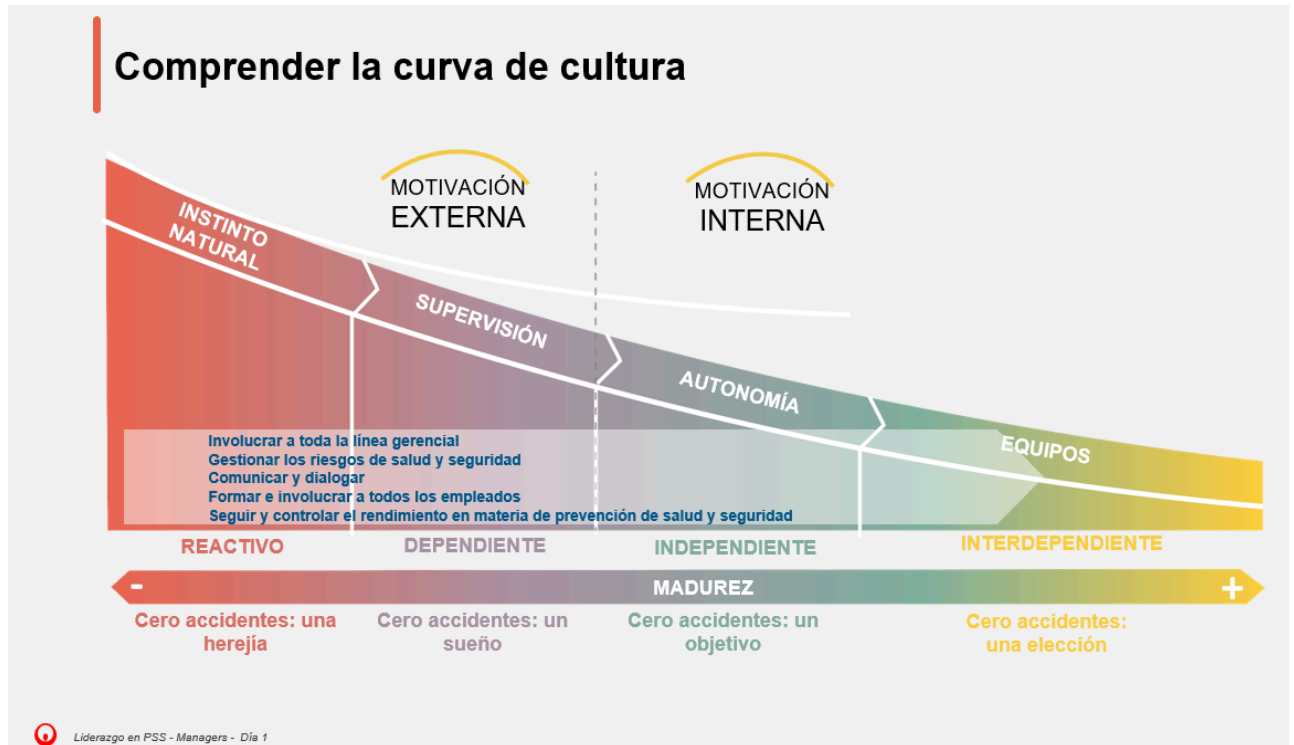 Comprender la curva de cultura
MOTIVACIÓN
EXTERNA
MOTIVACIÓN
INTERNA
INSTINTO
NATURAL
SUPERVISIÓN
AUTONOMÍA
EQUIPOS
Involucrar a toda la línea gerencial
Gestionar los riesgos de salud y seguridad
Comunicar y dialogar
Formar e involucrar a todos los empleados
Seguir y controlar el rendimiento en materia de prevención de salud y seguridad
REACTIVO
DEPENDIENTE
INDEPENDIENTE
INTERDEPENDIENTE
- MADUREZ +
Cero accidentes: una
herejía
Cero accidentes: un
sueño
Cero accidentes: un
objetivo
Cero accidentes:
una elección
Liderazgo en PSS - Managers - Día 1